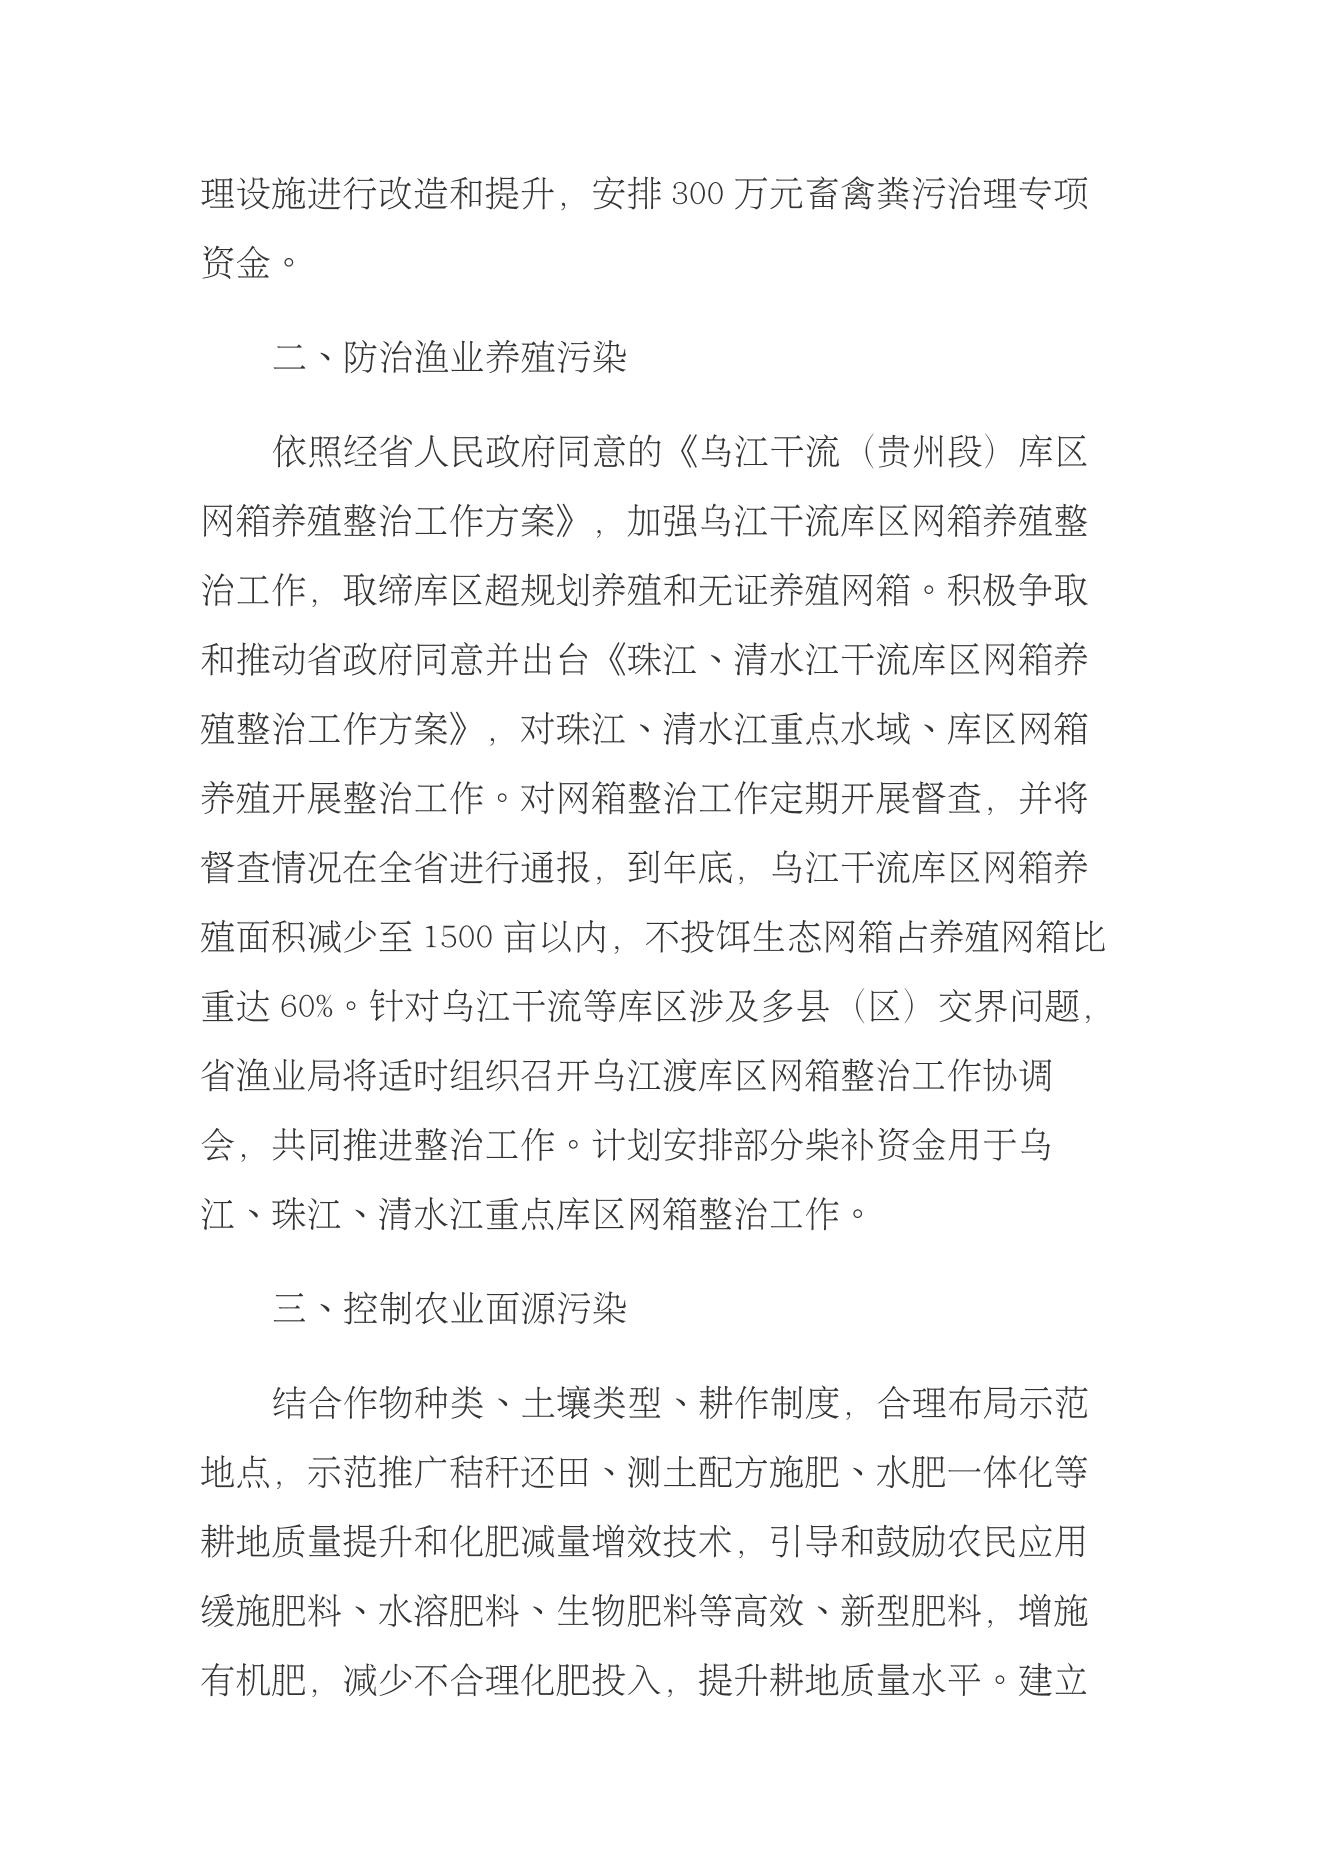 理设施进行改造和提升，安排 300 万元畜禽粪污治理专项
资金。
二、防治渔业养殖污染
依照经省人民政府同意的《乌江干流（贵州段）库区
网箱养殖整治工作方案》，加强乌江干流库区网箱养殖整
治工作，取缔库区超规划养殖和无证养殖网箱。积极争取
和推动省政府同意并出台《珠江、清水江干流库区网箱养
殖整治工作方案》，对珠江、清水江重点水域、库区网箱
养殖开展整治工作。对网箱整治工作定期开展督查，并将
督查情况在全省进行通报，到年底，乌江干流库区网箱养
殖面积减少至 1500 亩以内，不投饵生态网箱占养殖网箱比
重达 60%。针对乌江干流等库区涉及多县（区）交界问题，
省渔业局将适时组织召开乌江渡库区网箱整治工作协调
会，共同推进整治工作。计划安排部分柴补资金用于乌
江、珠江、清水江重点库区网箱整治工作。
三、控制农业面源污染
结合作物种类、土壤类型、耕作制度，合理布局示范
地点，示范推广秸秆还田、测土配方施肥、水肥一体化等
耕地质量提升和化肥减量增效技术，引导和鼓励农民应用
缓施肥料、水溶肥料、生物肥料等高效、新型肥料，增施
有机肥，减少不合理化肥投入，提升耕地质量水平。建立